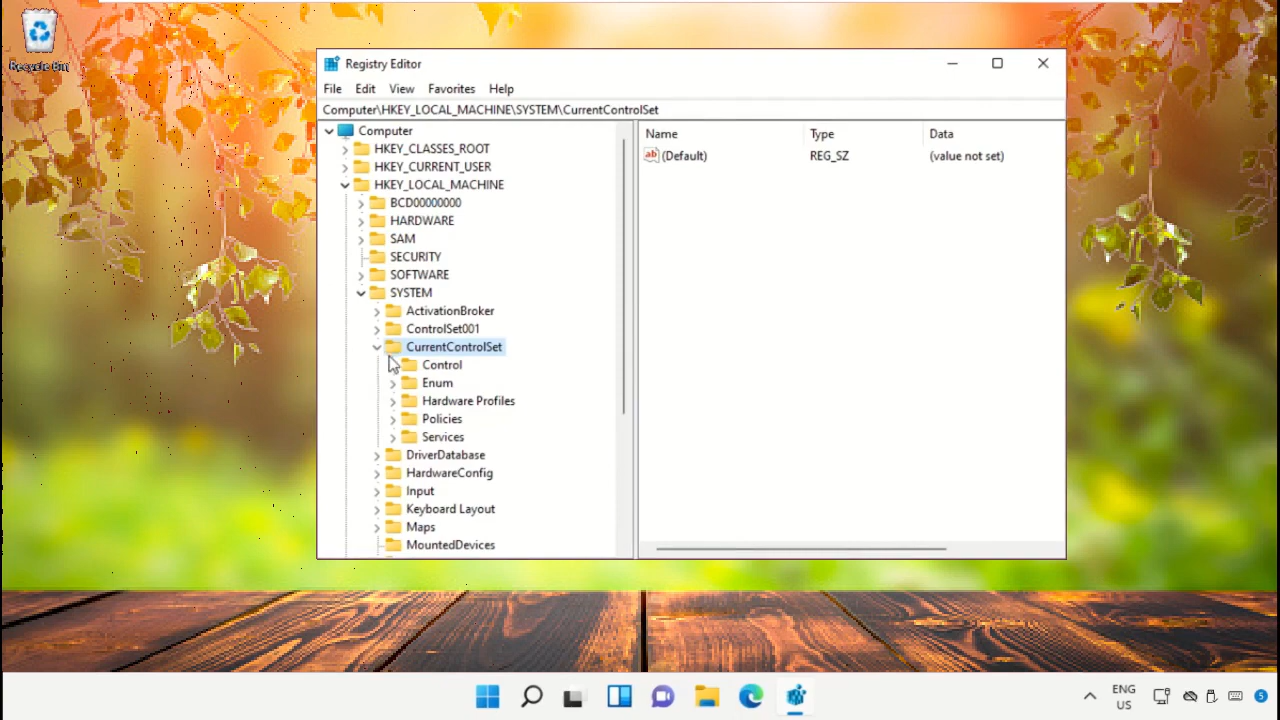 Recycle Bin
Registry Editor
File Edit View Favorites Help
Computer\HKEY_LOCAL_MACHINE\SYSTEM\CurrentControlSet
Computer
HKEY_CLASSES_ROOT
HKEY_CURRENT_USER
HKEY_LOCAL_MACHINE
BCD00000000
HARDWARE
SAM
SECURITY
SOFTWARE
SYSTEM
ActivationBroker
ControlSet001
CurrentControlSet
Control
Enum
Hardware Profiles
Policies
Services
DriverDatabase
HardwareConfig
Input
Keyboard Layout
Maps
MountedDevices
Name Type Data
ab (Default) REG_SZ (value not set)
ENG
US
5